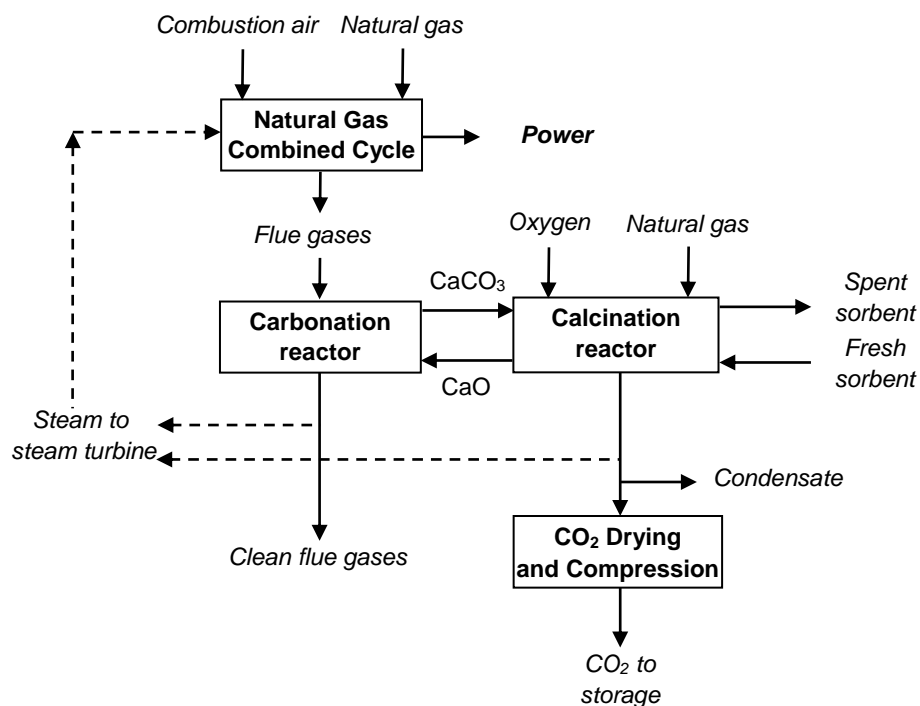 Combustion air
Natural gas
Natural Gas
Combined Cycle
Power
Flue gases
Oxygen
Natural gas
CaCO₃
Spent
sorbent
Carbonation
reactor
Calcination
reactor
Fresh
sorbent
CaO
Steam to
steam turbine
Condensate
CO₂ Drying
and Compression
Clean flue gases
CO₂ to
storage